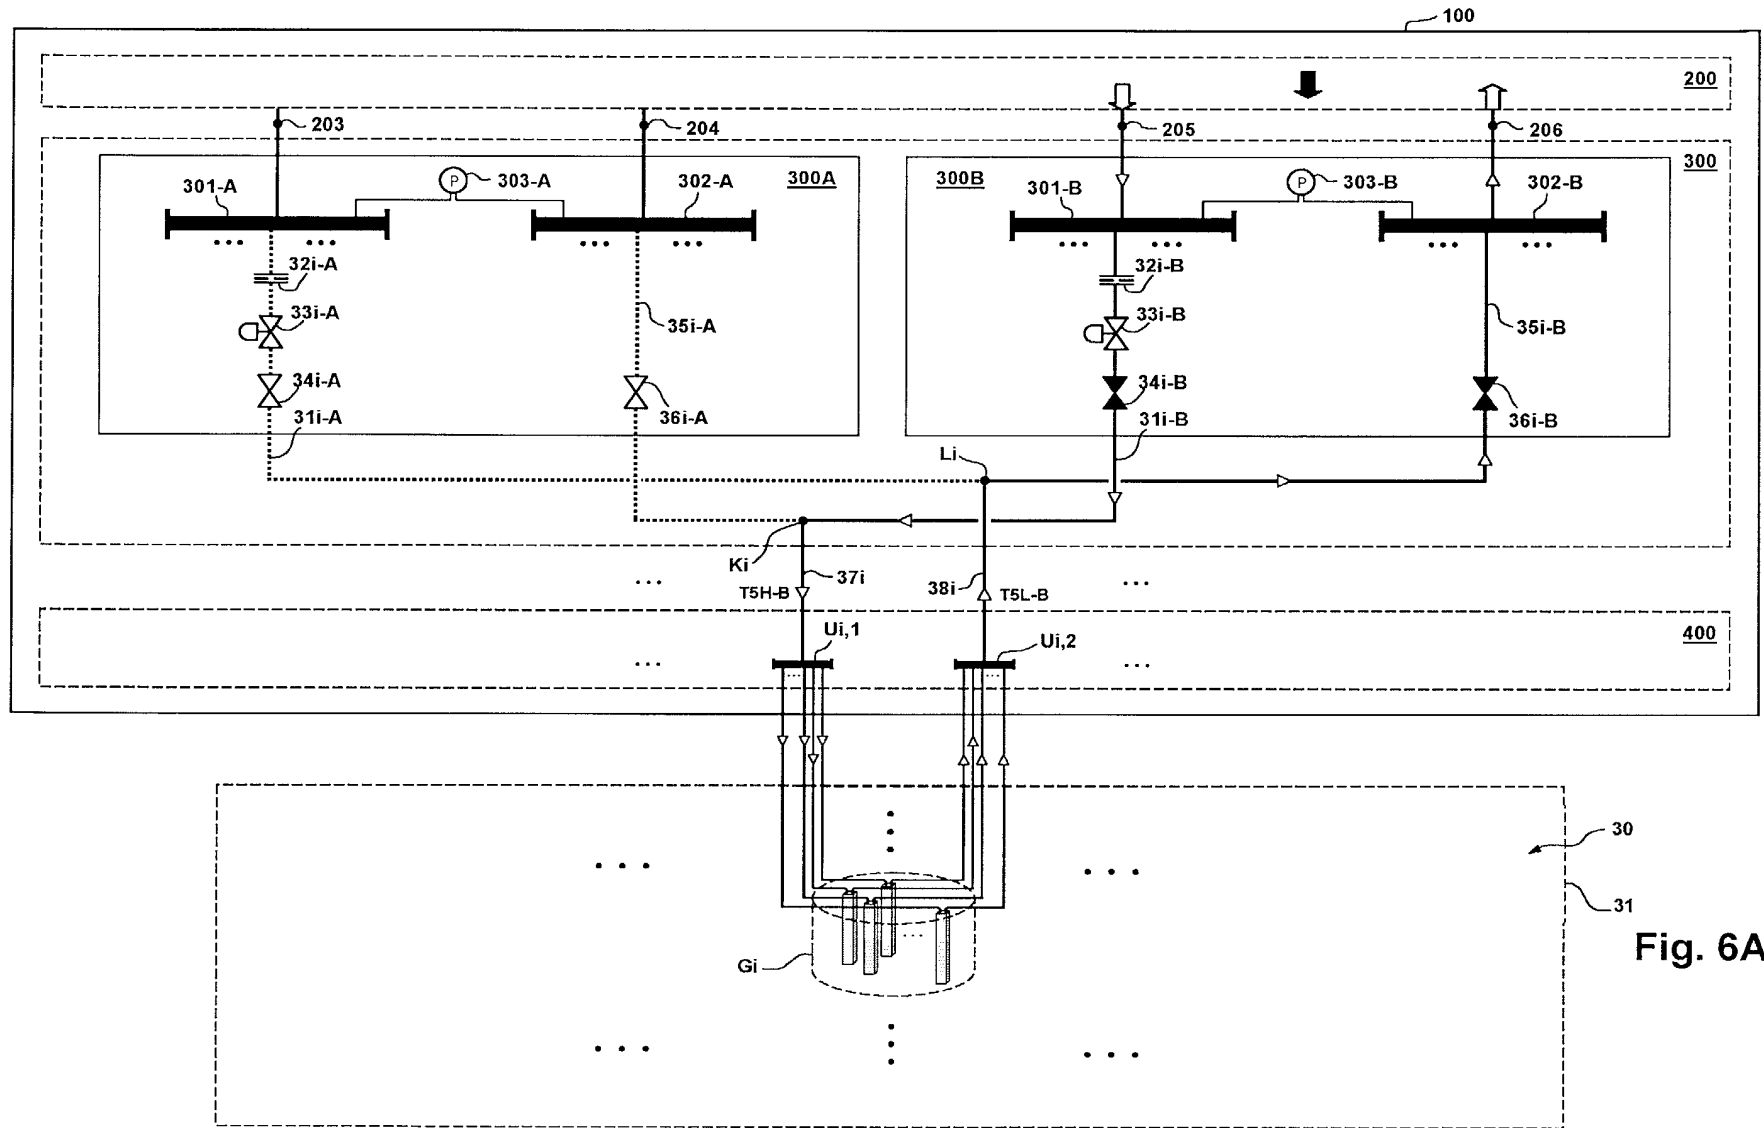 100
200
203
204
205
206
300
300A
301-A
P
303-A
302-A
300B
301-B
P
303-B
302-B
...
...
...
...
...
...
...
...
32i-A
32i-B
33i-A
35i-A
33i-B
35i-B
34i-A
36i-A
34i-B
36i-B
31i-A
31i-B
Li
Ki
37i
38i
T5H-B
T5L-B
...
...
400
Ui,1
Ui,2
...
...
...
...
30
31
...
...
...
...
Gi
Fig. 6A
...
...
...